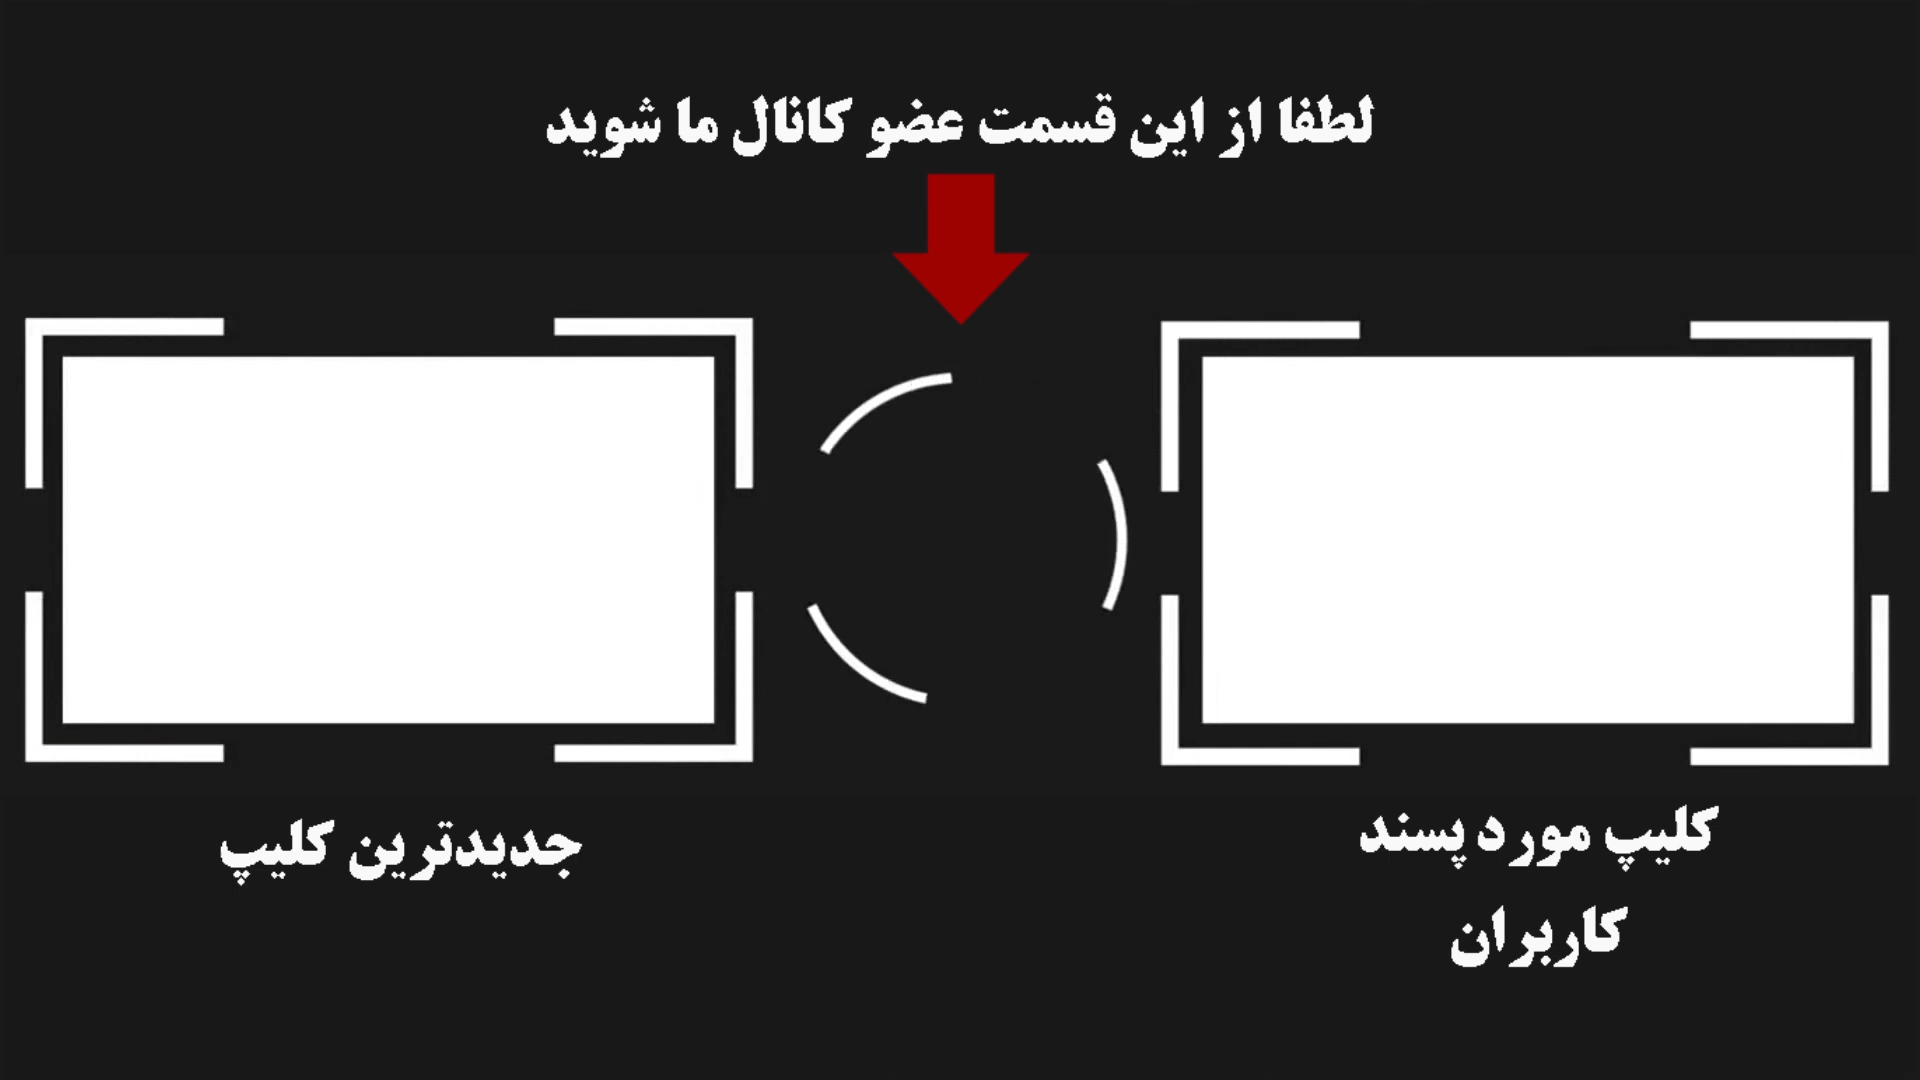 لطفا از این قسمت عضو کانال ما شوید
کلیپ مورد پسند
کاربران
جدیدترین کلیپ